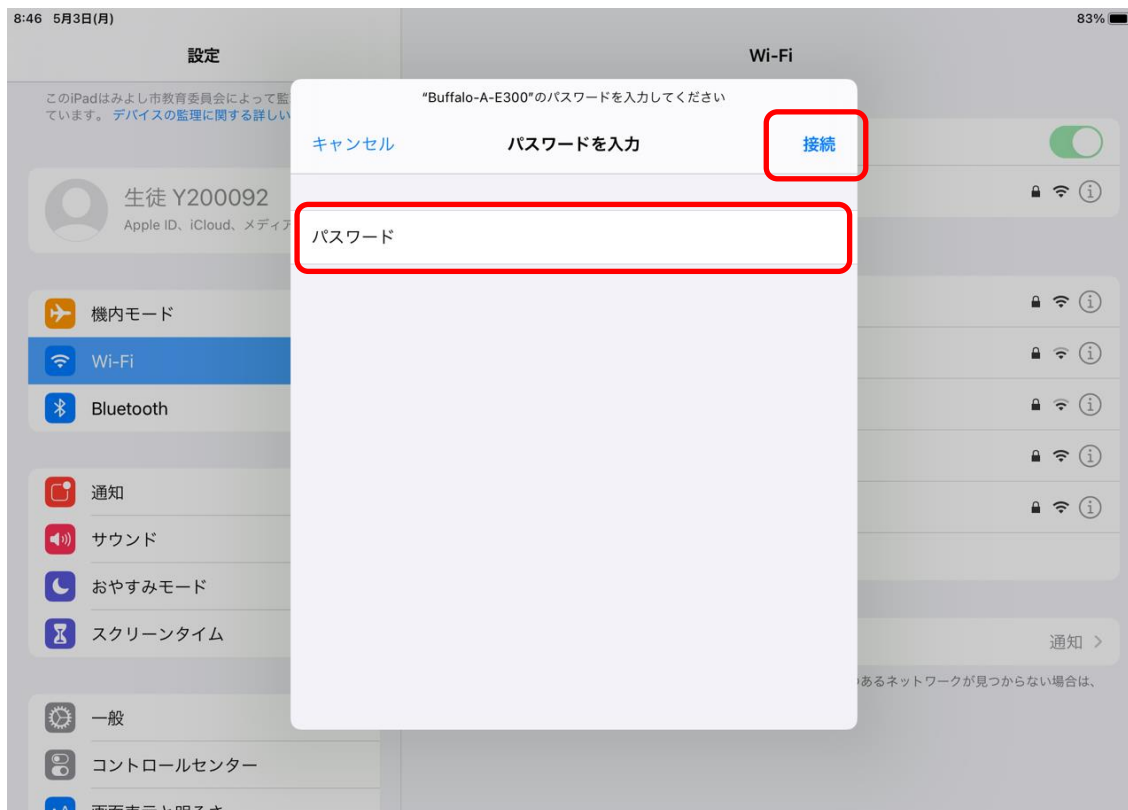 8:46 5月3日(月)
83%
設定
Wi-Fi
このiPadはみよし市教育委員会によって監
ています。 デバイスの監理に関する詳しい
"Buffalo-A-E300"のパスワードを入力してください
キャンセル
パスワードを入力
接続
生徒 Y200092
Apple ID、iCloud、メディア
パスワード
機内モード
Wi-Fi
Bluetooth
通知
サウンド
おやすみモード
スクリーンタイム
通知
あるネットワークが見つからない場合は、
一般
コントロールセンター